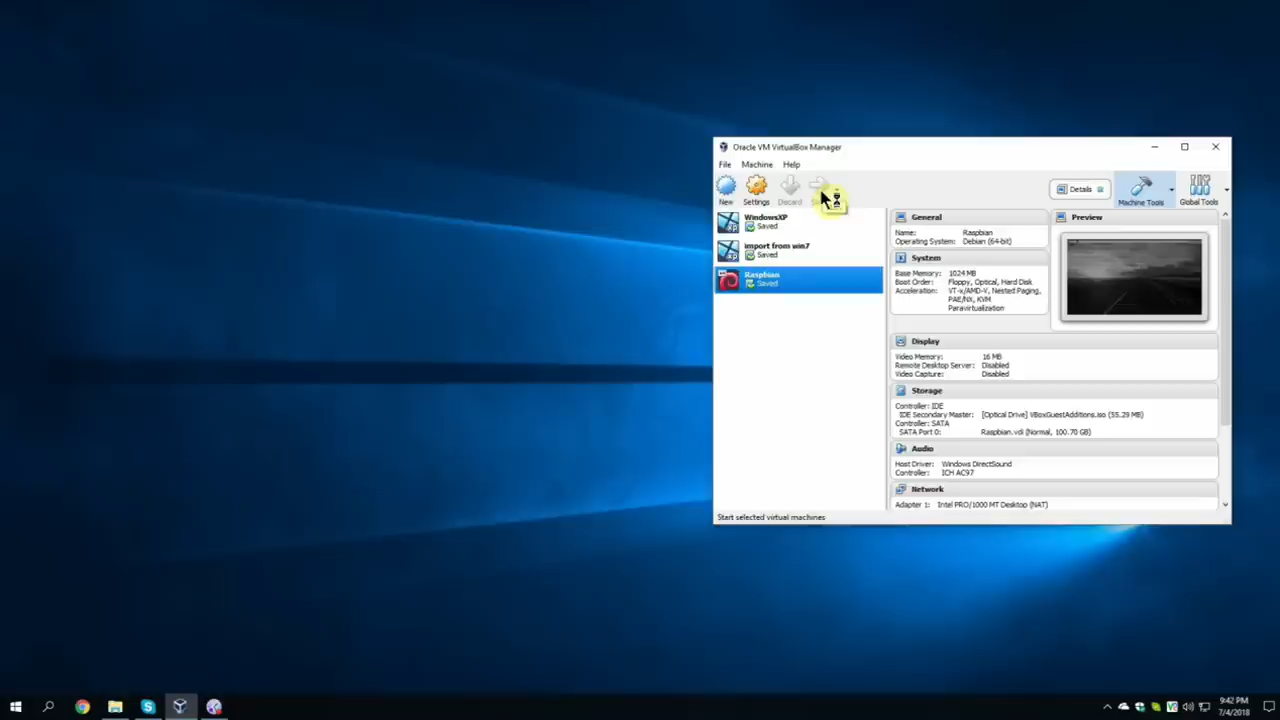 Oracle VM VirtualBox Manager
File Machine Help
New Settings Discard Details Machine Tools Global Tools
WindowsXP
Saved
import from win7
Saved
Raspbian
Saved
General
Name: Raspbian
Operating System: Debian (64-bit)
System
Base Memory: 1024 MB
Boot Order: Floppy, Optical, Hard Disk
Acceleration: VT-x/AMD-V, Nested Paging,
PAE/NX, KVM
Paravirtualization
Preview
Display
Video Memory: 16 MB
Remote Desktop Server: Disabled
Video Capture: Disabled
Storage
Controller: IDE
IDE Secondary Master: [Optical Drive] VBoxGuestAdditions.iso (55.29 MB)
Controller: SATA
SATA Port 0: Raspbian.vdi (Normal, 100.70 GB)
Audio
Host Driver: Windows DirectSound
Controller: ICH AC97
Network
Adapter 1: Intel PRO/1000 MT Desktop (NAT)
Start selected virtual machines
9:42 PM
7/4/2018